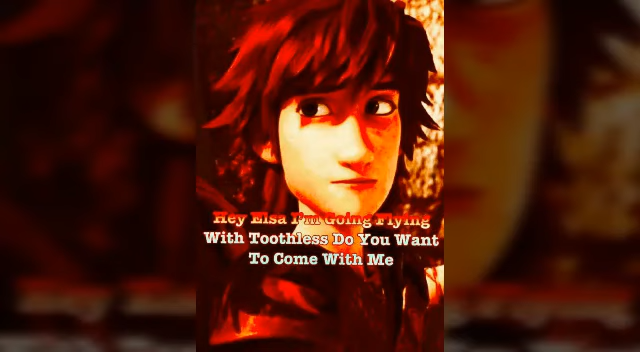 Hey Elsa I'm Going Flying
With Toothless Do You Want
To Come With Me